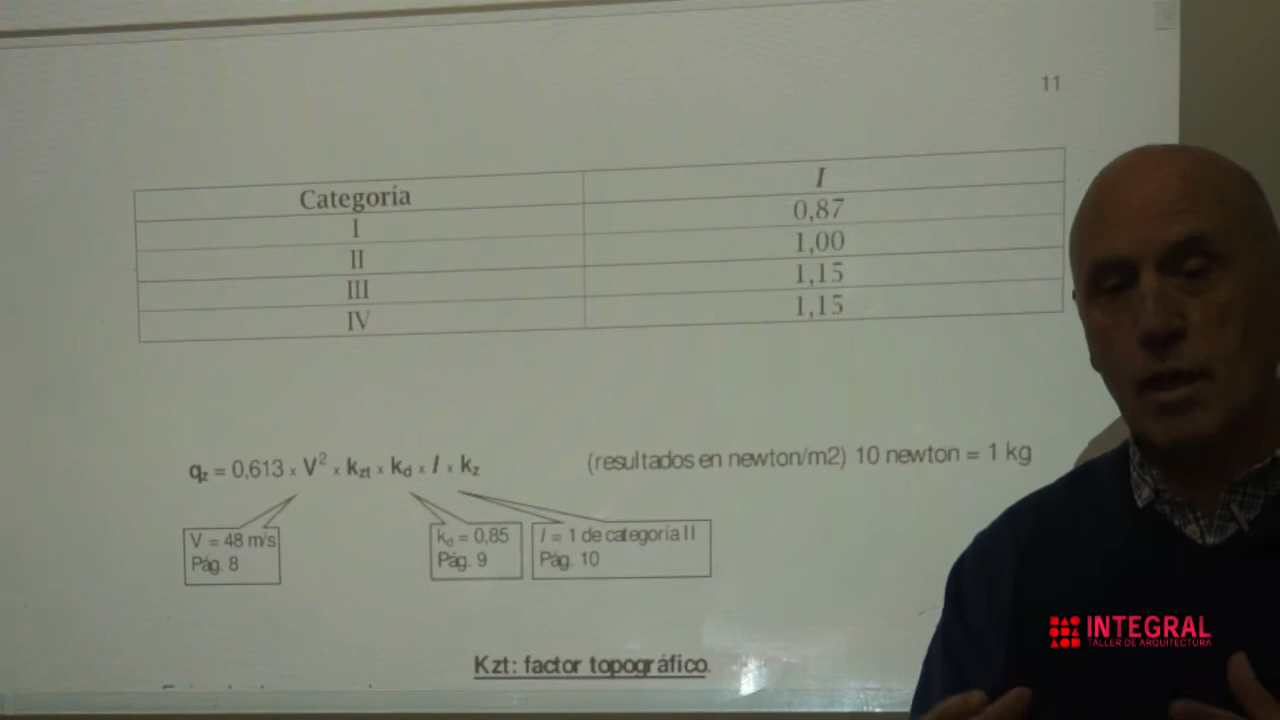 11
Categoría I
I 0,87
II 1,00
III 1,15
IV 1,15
qz = 0,613 x V² x kzt x kd x I x kz (resultados en newton/m2) 10 newton = 1 kg
V = 48 m/s
Pág. 8
kd = 0,85
Pág. 9
I = 1 de categoría II
Pág. 10
Kzt: factor topográfico.
INTEGRAL
TALLER DE ARQUITECTURA